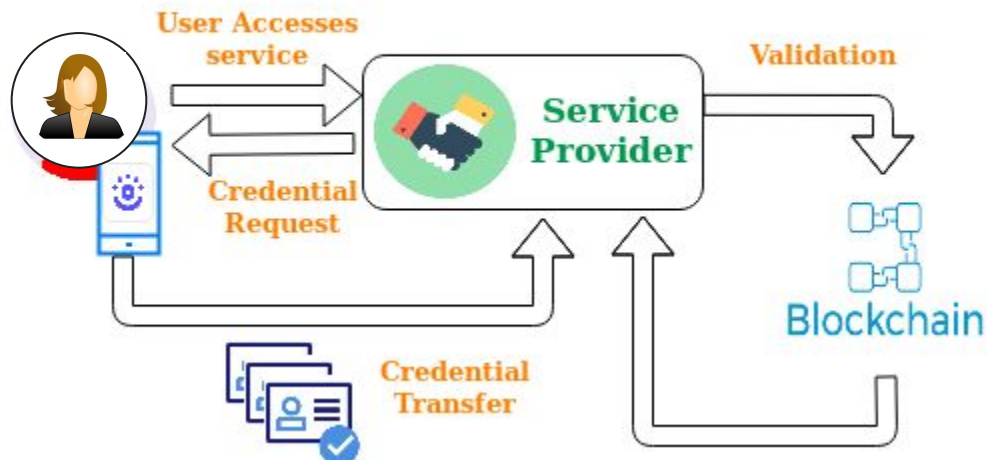 User Accesses
service
Validation
Service
Provider
Credential
Request
Blockchain
Credential
Transfer